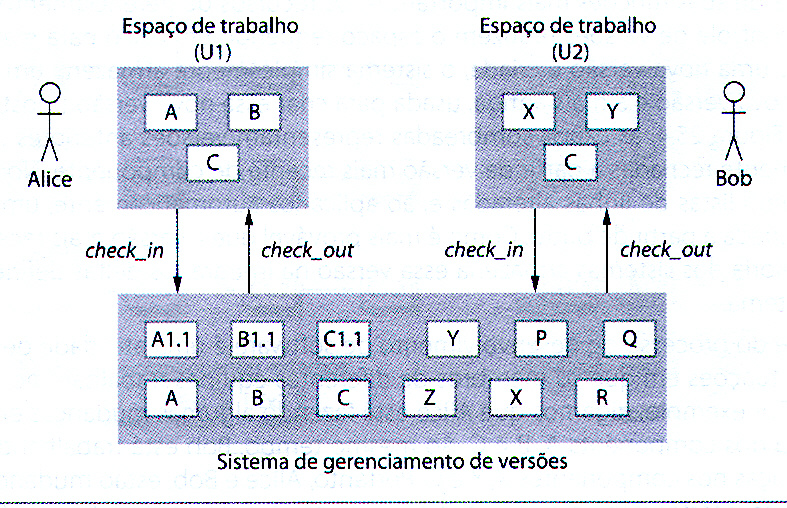 Espaço de trabalho
(U1)
Espaço de trabalho
(U2)
A
B
C
X
Y
C
Alice
Bob
check_in
check_out
check_in
check_out
A1.1
B1.1
C1.1
Y
P
Q
A
B
C
Z
X
R
Sistema de gerenciamento de versões